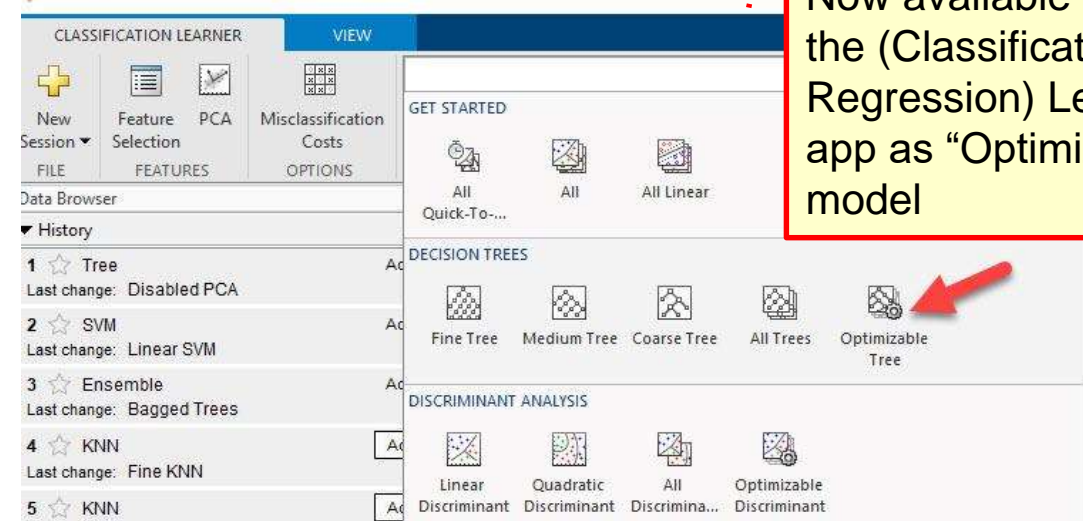 Now available
the (Classificat
Regression) Le
app as “Optimi
model
CLASSIFICATION LEARNER VIEW
New Session Feature Selection PCA Misclassification Costs
FILE FEATURES OPTIONS
Data Browser
History
1 Tree
Last change: Disabled PCA
2 SVM
Last change: Linear SVM
3 Ensemble
Last change: Bagged Trees
4 KNN
Last change: Fine KNN
5 KNN
GET STARTED
All Quick-To-... All All Linear
DECISION TREES
Fine Tree Medium Tree Coarse Tree All Trees Optimizable Tree
DISCRIMINANT ANALYSIS
Linear Discriminant Quadratic Discriminant All Discrimina... Optimizable Discriminant